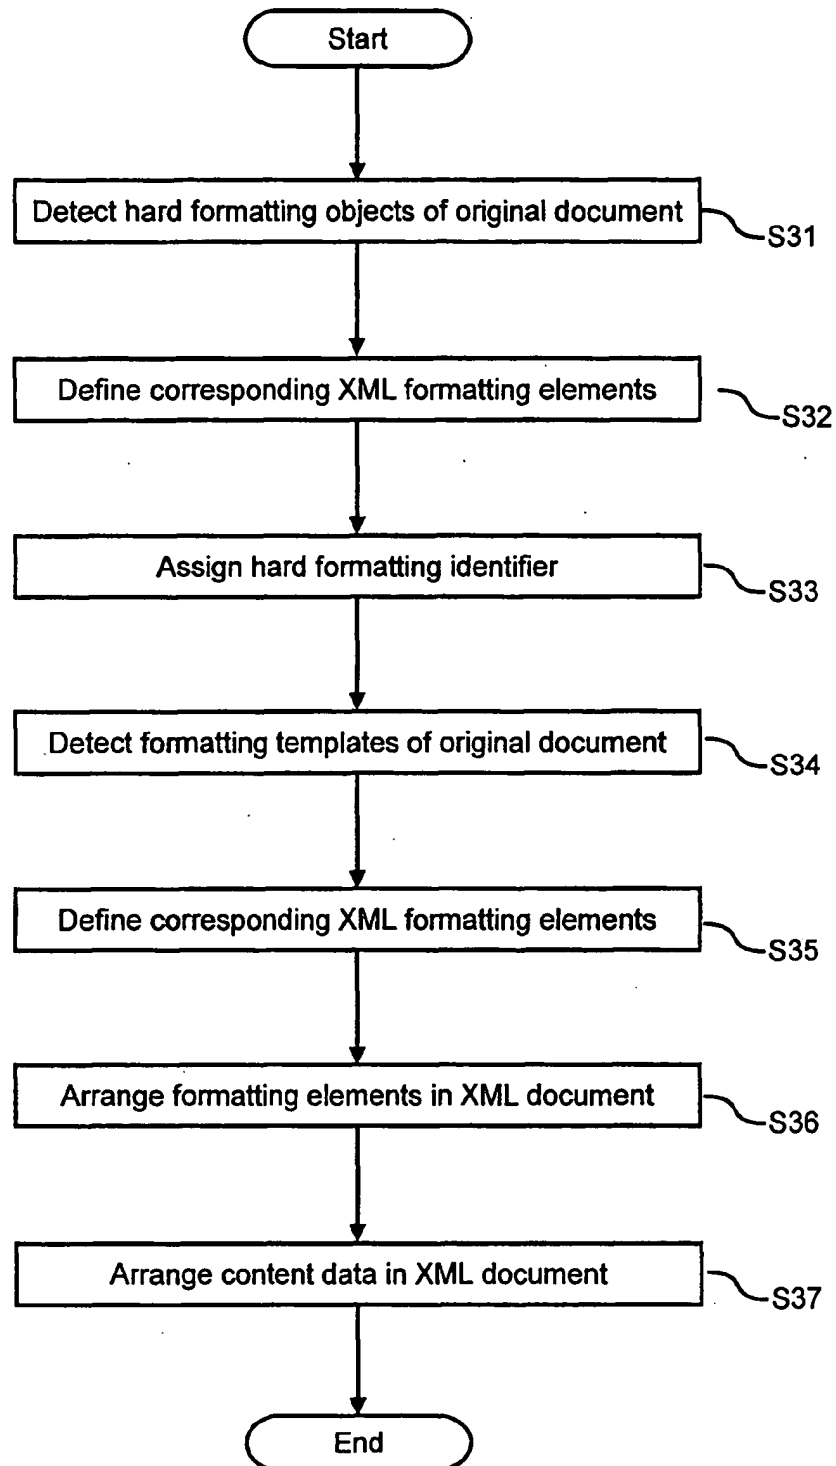 Start
Detect hard formatting objects of original document
S31
Define corresponding XML formatting elements
S32
Assign hard formatting identifier
S33
Detect formatting templates of original document
S34
Define corresponding XML formatting elements
S35
Arrange formatting elements in XML document
S36
Arrange content data in XML document
S37
End